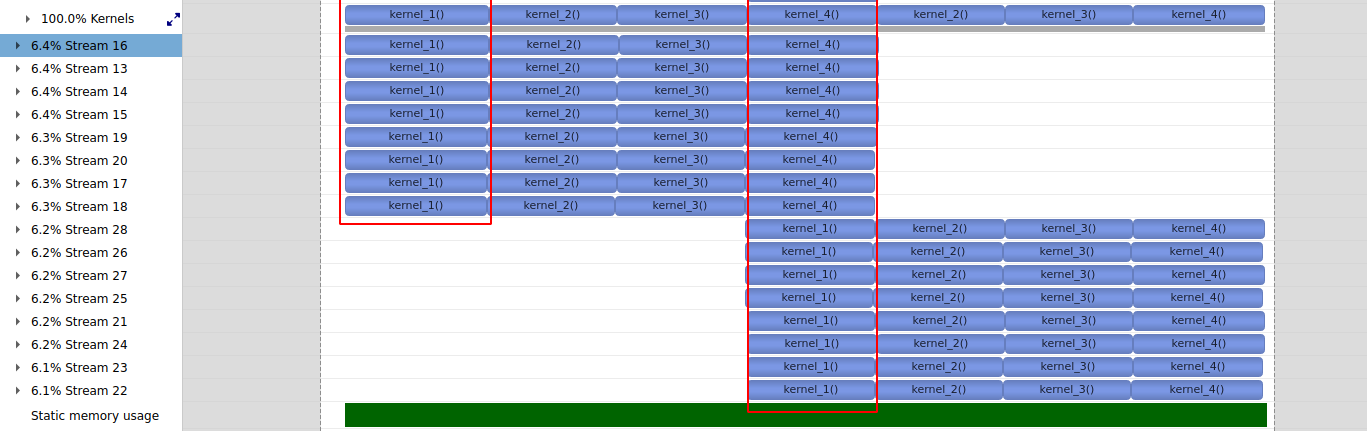 100.0% Kernels kernel_1() kernel_2() kernel_3() kernel_4() kernel_2() kernel_3() kernel_4()
6.4% Stream 16 kernel_1() kernel_2() kernel_3() kernel_4()
6.4% Stream 13 kernel_1() kernel_2() kernel_3() kernel_4()
6.4% Stream 14 kernel_1() kernel_2() kernel_3() kernel_4()
6.4% Stream 15 kernel_1() kernel_2() kernel_3() kernel_4()
6.3% Stream 19 kernel_1() kernel_2() kernel_3() kernel_4()
6.3% Stream 20 kernel_1() kernel_2() kernel_3() kernel_4()
6.3% Stream 17 kernel_1() kernel_2() kernel_3() kernel_4()
6.3% Stream 18 kernel_1() kernel_2() kernel_3() kernel_4()
6.2% Stream 28 kernel_1() kernel_2() kernel_3() kernel_4()
6.2% Stream 26 kernel_1() kernel_2() kernel_3() kernel_4()
6.2% Stream 27 kernel_1() kernel_2() kernel_3() kernel_4()
6.2% Stream 25 kernel_1() kernel_2() kernel_3() kernel_4()
6.2% Stream 21 kernel_1() kernel_2() kernel_3() kernel_4()
6.2% Stream 24 kernel_1() kernel_2() kernel_3() kernel_4()
6.1% Stream 23 kernel_1() kernel_2() kernel_3() kernel_4()
6.1% Stream 22 kernel_1() kernel_2() kernel_3() kernel_4()
Static memory usage